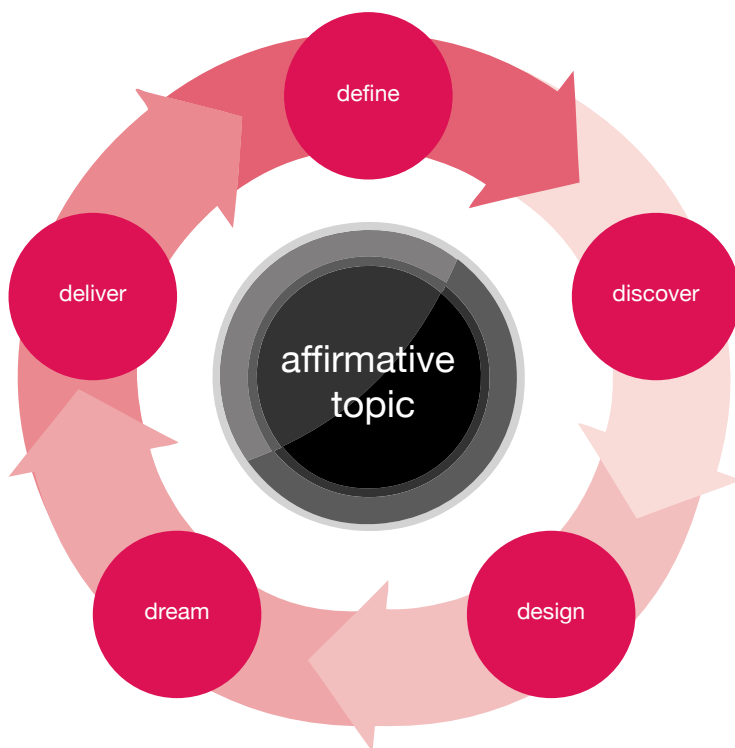 define
deliver
discover
affirmative
topic
dream
design